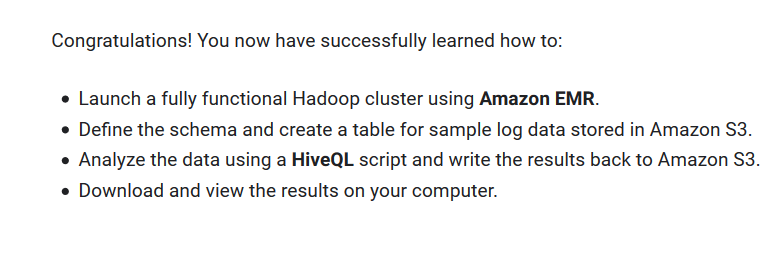 Congratulations! You now have successfully learned how to:
• Launch a fully functional Hadoop cluster using Amazon EMR.
• Define the schema and create a table for sample log data stored in Amazon S3.
• Analyze the data using a HiveQL script and write the results back to Amazon S3.
• Download and view the results on your computer.